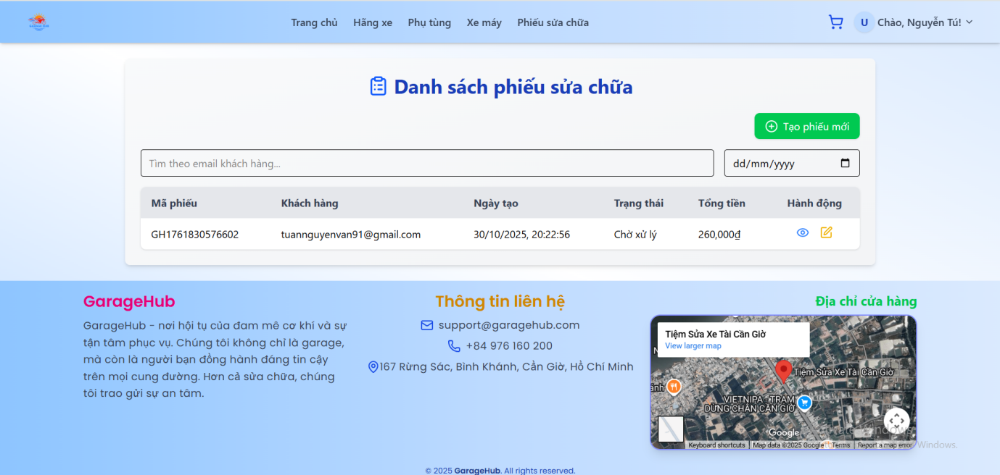 GARAGE HUB
Trang chủ Hãng xe Phụ tùng Xe máy Phiếu sửa chữa
U Chào, Nguyễn Tú!
Danh sách phiếu sửa chữa
Tạo phiếu mới
Tìm theo email khách hàng...
dd/mm/yyyy
Mã phiếu Khách hàng Ngày tạo Trạng thái Tổng tiền Hành động
GH1761830576602 tuannguyenvan91@gmail.com 30/10/2025, 20:22:56 Chờ xử lý 260,000₫
GarageHub
GarageHub - nơi hội tụ của đam mê cơ khí và sự
tận tâm phục vụ. Chúng tôi không chỉ là garage,
mà còn là người bạn đồng hành đáng tin cậy
trên mọi cung đường. Hơn cả sửa chữa, chúng
tôi trao gửi sự an tâm.
Thông tin liên hệ
support@garagehub.com
+84 976 160 200
167 Rừng Sác, Bình Khánh, Cần Giờ, Hồ Chí Minh
Địa chỉ cửa hàng
Tiệm Sửa Xe Tài Cần Giờ
View larger map
Tiệm Sửa Xe Tài Cần Giờ
VIETNIPA - TRẠM
DỪNG CHÂN CẦN GIỜ
Google
Keyboard shortcuts Map data ©2025 Google Terms Report a map error
Windows.
© 2025 GarageHub. All rights reserved.